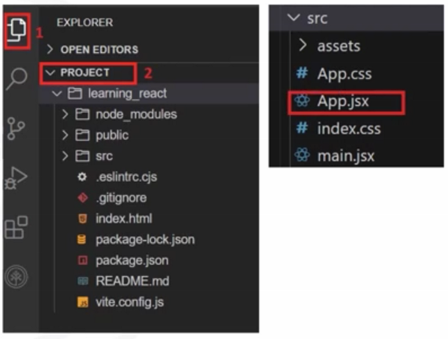 1
EXPLORER
OPEN EDITORS
PROJECT 2
learning_react
node_modules
public
src
.eslintrc.cjs
.gitignore
index.html
package-lock.json
package.json
README.md
vite.config.js
src
assets
App.css
App.jsx
index.css
main.jsx